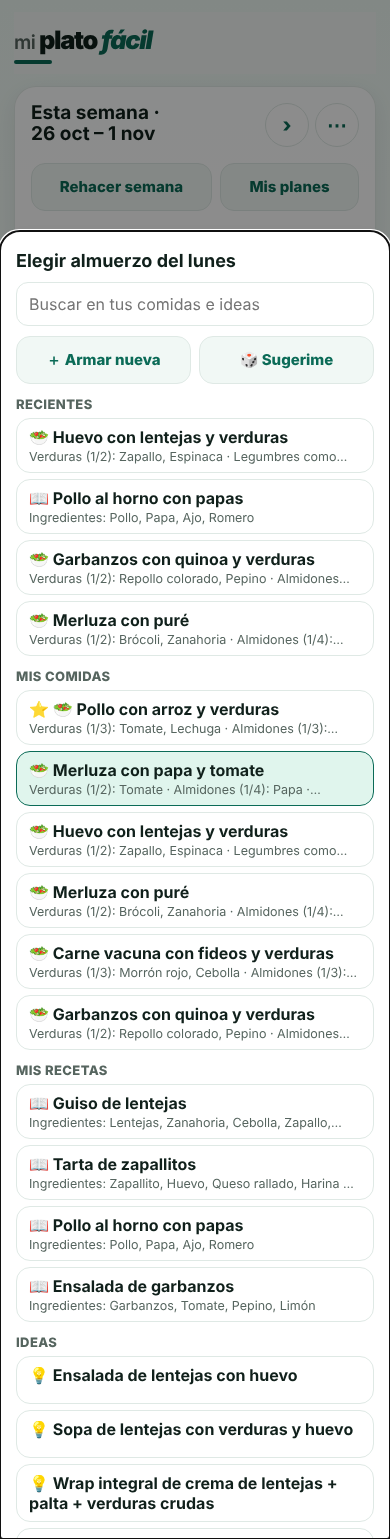 mi plato fácil
Esta semana ·
26 oct – 1 nov
› ···
Rehacer semana Mis planes
Elegir almuerzo del lunes
Buscar en tus comidas e ideas
+ Armar nueva 🎲 Sugerime
RECIENTES
🥗 Huevo con lentejas y verduras
Verduras (1/2): Zapallo, Espinaca · Legumbres como...
📖 Pollo al horno con papas
Ingredientes: Pollo, Papa, Ajo, Romero
🥗 Garbanzos con quinoa y verduras
Verduras (1/2): Repollo colorado, Pepino · Almidones...
🥗 Merluza con puré
Verduras (1/2): Brócoli, Zanahoria · Almidones (1/4):...
MIS COMIDAS
⭐ 🥗 Pollo con arroz y verduras
Verduras (1/3): Tomate, Lechuga · Almidones (1/3):...
🥗 Merluza con papa y tomate
Verduras (1/2): Tomate · Almidones (1/4): Papa ·...
🥗 Huevo con lentejas y verduras
Verduras (1/2): Zapallo, Espinaca · Legumbres como...
🥗 Merluza con puré
Verduras (1/2): Brócoli, Zanahoria · Almidones (1/4):...
🥗 Carne vacuna con fideos y verduras
Verduras (1/3): Morrón rojo, Cebolla · Almidones (1/3):...
🥗 Garbanzos con quinoa y verduras
Verduras (1/2): Repollo colorado, Pepino · Almidones...
MIS RECETAS
📖 Guiso de lentejas
Ingredientes: Lentejas, Zanahoria, Cebolla, Zapallo,...
📖 Tarta de zapallitos
Ingredientes: Zapallito, Huevo, Queso rallado, Harina ...
📖 Pollo al horno con papas
Ingredientes: Pollo, Papa, Ajo, Romero
📖 Ensalada de garbanzos
Ingredientes: Garbanzos, Tomate, Pepino, Limón
IDEAS
💡 Ensalada de lentejas con huevo
💡 Sopa de lentejas con verduras y huevo
💡 Wrap integral de crema de lentejas +
palta + verduras crudas